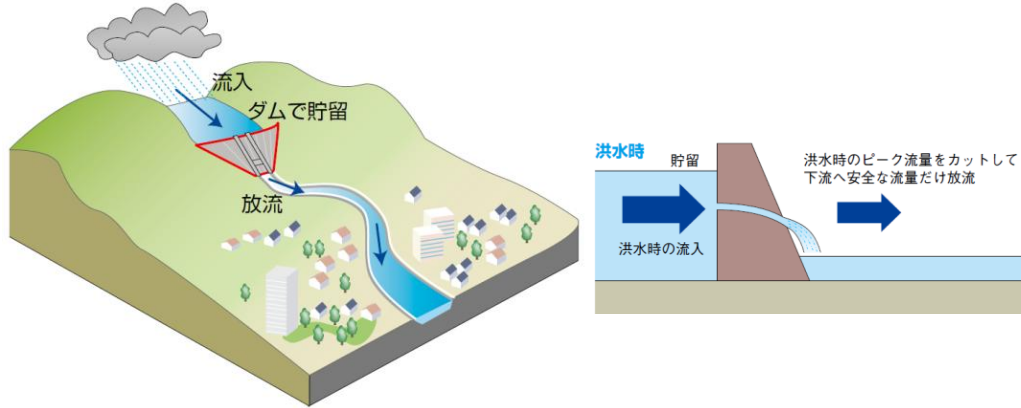 流入
ダムで貯留
放流
洪水時
貯留
洪水時のピーク流量をカットして
下流へ安全な流量だけ放流
洪水時の流入